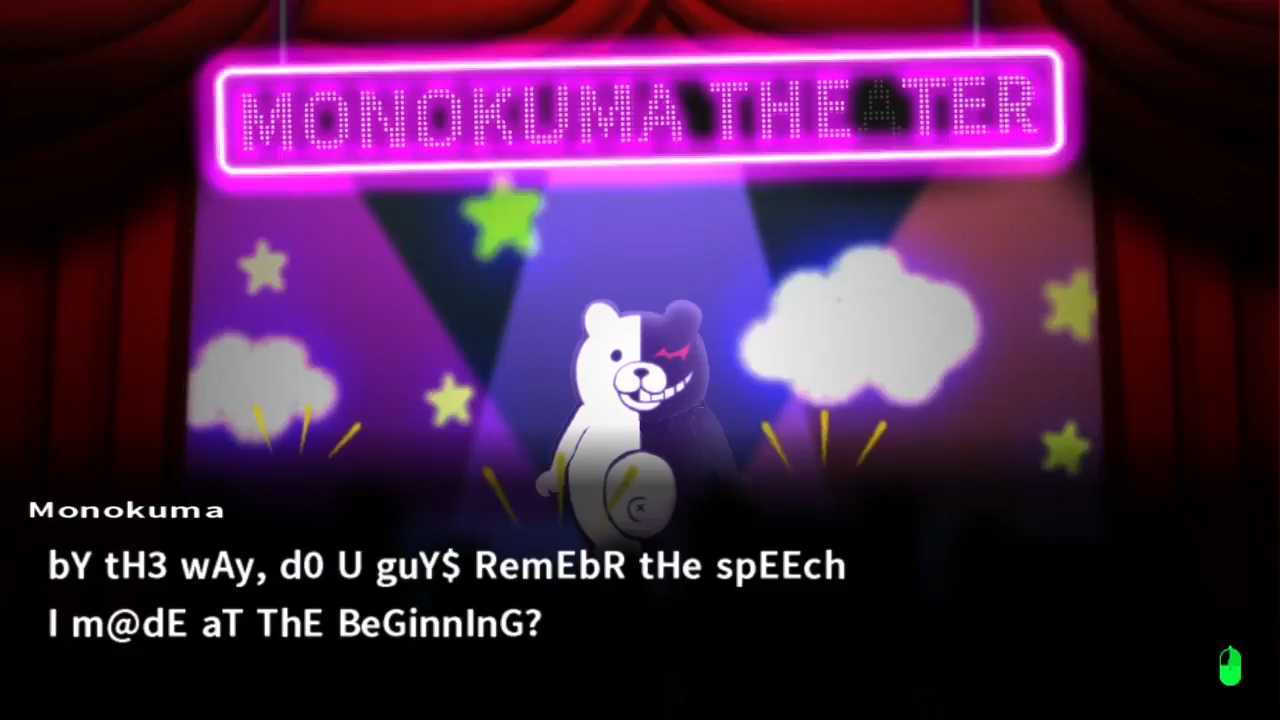 MONOKUMA THEATER
Monokuma
bY tH3 wAy, d0 U guY$ RemEbR tHe spEEch
I m@dE aT ThE BeGinnInG?